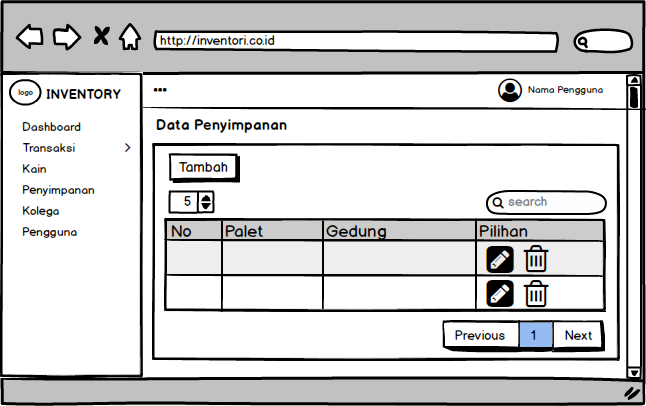 http://inventori.co.id
logo INVENTORY
Nama Pengguna
Dashboard
Transaksi
Kain
Penyimpanan
Kolega
Pengguna
Data Penyimpanan
Tambah
5
search
No Palet Gedung Pilihan
Previous 1 Next